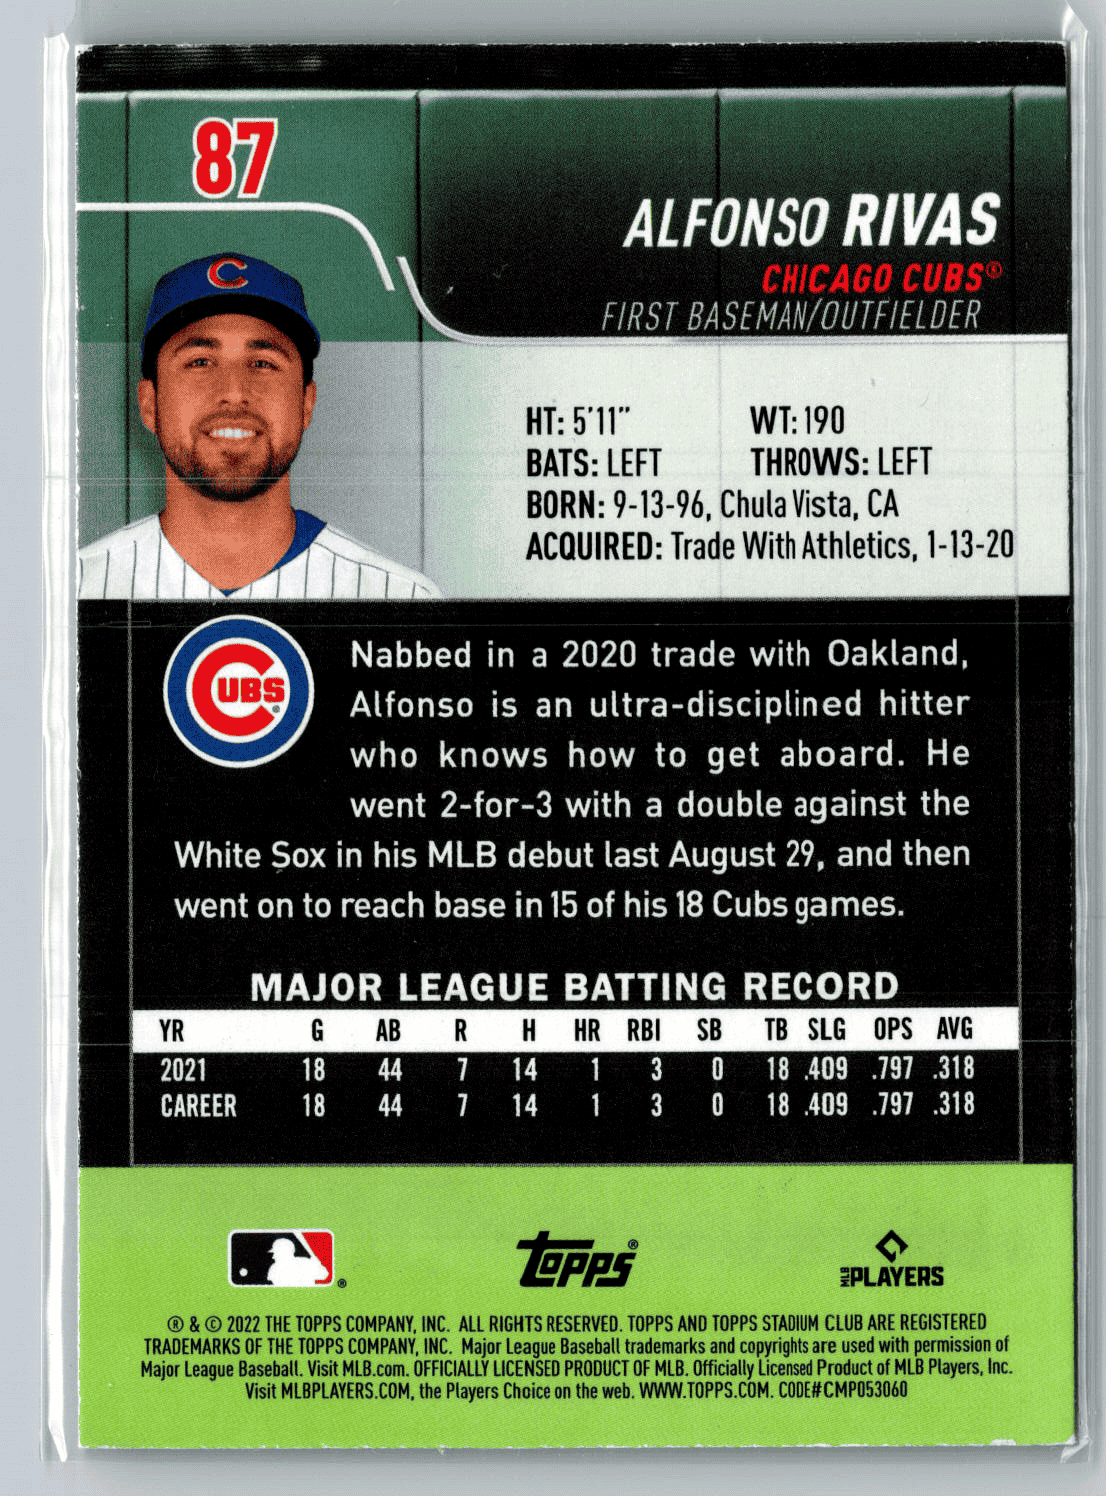 87
ALFONSO RIVAS
CHICAGO CUBS®
FIRST BASEMAN/OUTFIELDER
C
HT: 5'11" WT: 190
BATS: LEFT THROWS: LEFT
BORN: 9-13-96, Chula Vista, CA
ACQUIRED: Trade With Athletics, 1-13-20
CUBS®
Nabbed in a 2020 trade with Oakland,
Alfonso is an ultra-disciplined hitter
who knows how to get aboard. He
went 2-for-3 with a double against the
White Sox in his MLB debut last August 29, and then
went on to reach base in 15 of his 18 Cubs games.
MAJOR LEAGUE BATTING RECORD
YR G AB R H HR RBI SB TB SLG OPS AVG
2021 18 44 7 14 1 3 0 18 .409 .797 .318
CAREER 18 44 7 14 1 3 0 18 .409 .797 .318
® Topps® MLB PLAYERS
® & © 2022 THE TOPPS COMPANY, INC. ALL RIGHTS RESERVED. TOPPS AND TOPPS STADIUM CLUB ARE REGISTERED
TRADEMARKS OF THE TOPPS COMPANY, INC. Major League Baseball trademarks and copyrights are used with permission of
Major League Baseball. Visit MLB.com. OFFICIALLY LICENSED PRODUCT OF MLB. Officially Licensed Product of MLB Players, Inc.
Visit MLBPLAYERS.COM, the Players Choice on the web. WWW.TOPPS.COM. CODE#CMP053060